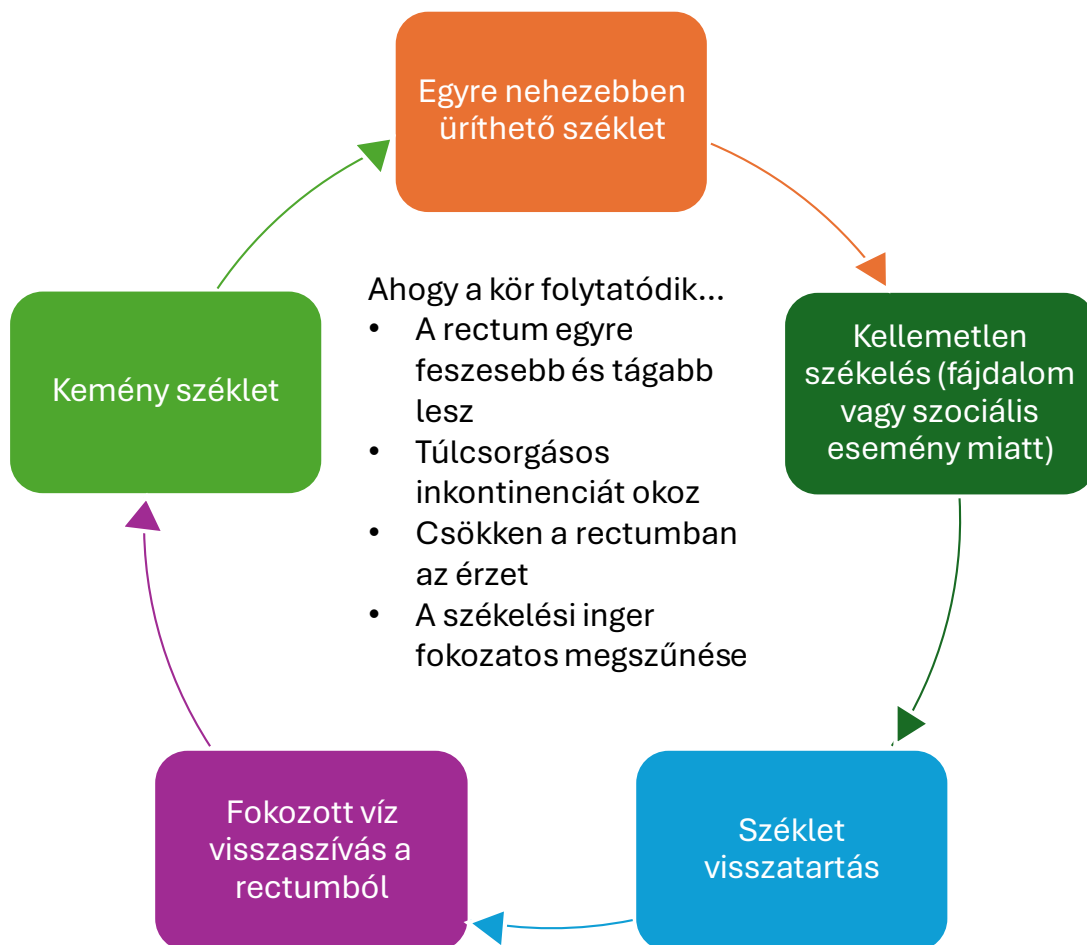 Egyre nehezebben
üríthető széklet
Kellemetlen
székelés (fájdalom
vagy szociális
esemény miatt)
Széklet
visszatartás
Fokozott víz
visszaszívás a
rectumból
Kemény széklet
Ahogy a kör folytatódik...
• A rectum egyre
feszesebb és tágabb
lesz
• Túlcsorgásos
inkontinenciát okoz
• Csökken a rectumban
az érzet
• A székelési inger
fokozatos megszűnése